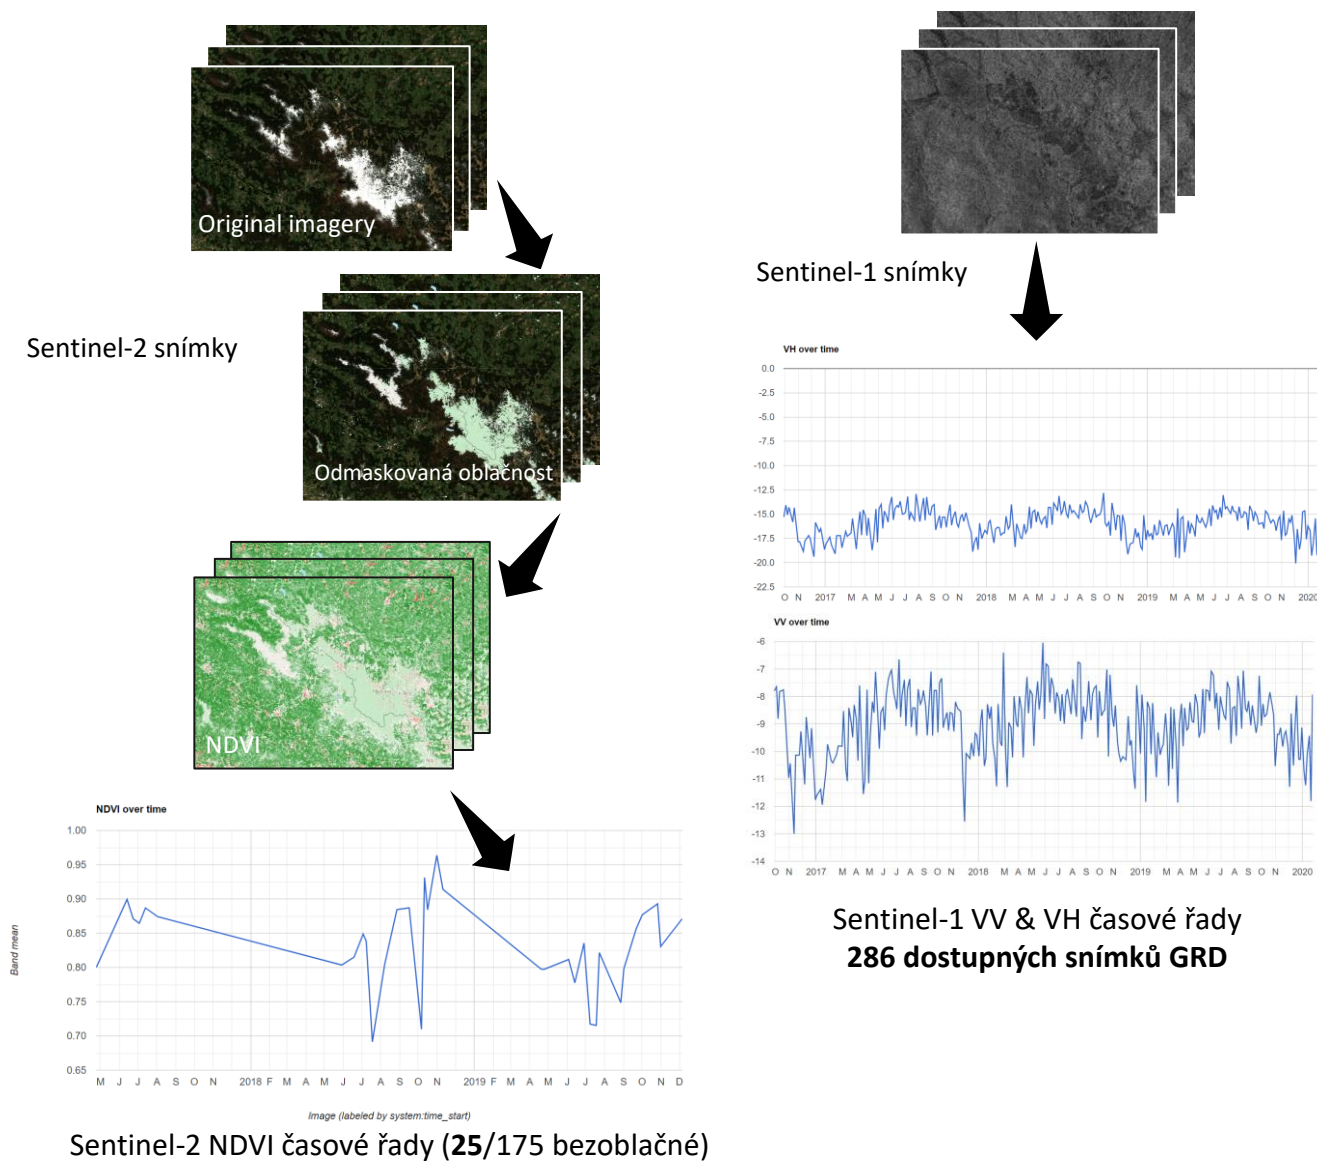 Original imagery
Sentinel-2 snímky
Odmaskovaná oblačnost
NDVI
NDVI over time
1.00
0.95
0.90
0.85
0.80
0.75
0.70
0.65
Band mean
M J J A S O N 2018 F M A M J J A S O N 2019 F M A M J J A S O N D
Image (labeled by system:time_start)
Sentinel-2 NDVI časové řady (25/175 bezoblačné)
Sentinel-1 snímky
VH over time
0.0
-2.5
-5.0
-7.5
-10.0
-12.5
-15.0
-17.5
-20.0
-22.5
O N 2017 M A M J J A S O N 2018 M A M J J A S O N 2019 M A M J J A S O N 2020
VV over time
-6
-7
-8
-9
-10
-11
-12
-13
-14
O N 2017 M A M J J A S O N 2018 M A M J J A S O N 2019 M A M J J A S O N 2020
Sentinel-1 VV & VH časové řady
286 dostupných snímků GRD